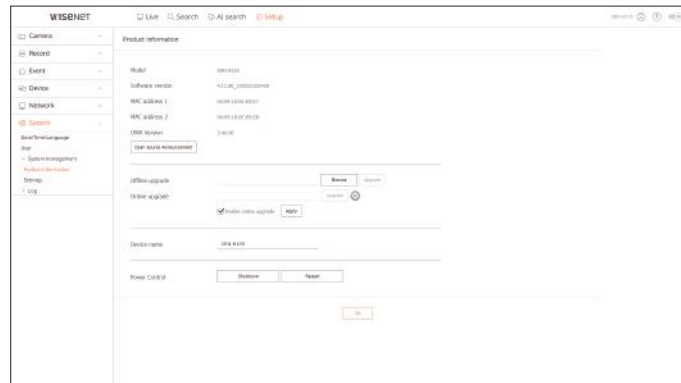 WISENET
Live Search AI search Setup
Camera
Record
Event
Device
Network
System
Date/Time/Language
User
System management
Product information
Settings
Log
Product information
Model
Software version
MAC address 1
MAC address 2
UWA Version
Open Source Announcement
Offline upgrade Browse Upgrade
Online upgrade Upgrade
Enable online upgrade Apply
Device name
Power Control Shutdown Restart